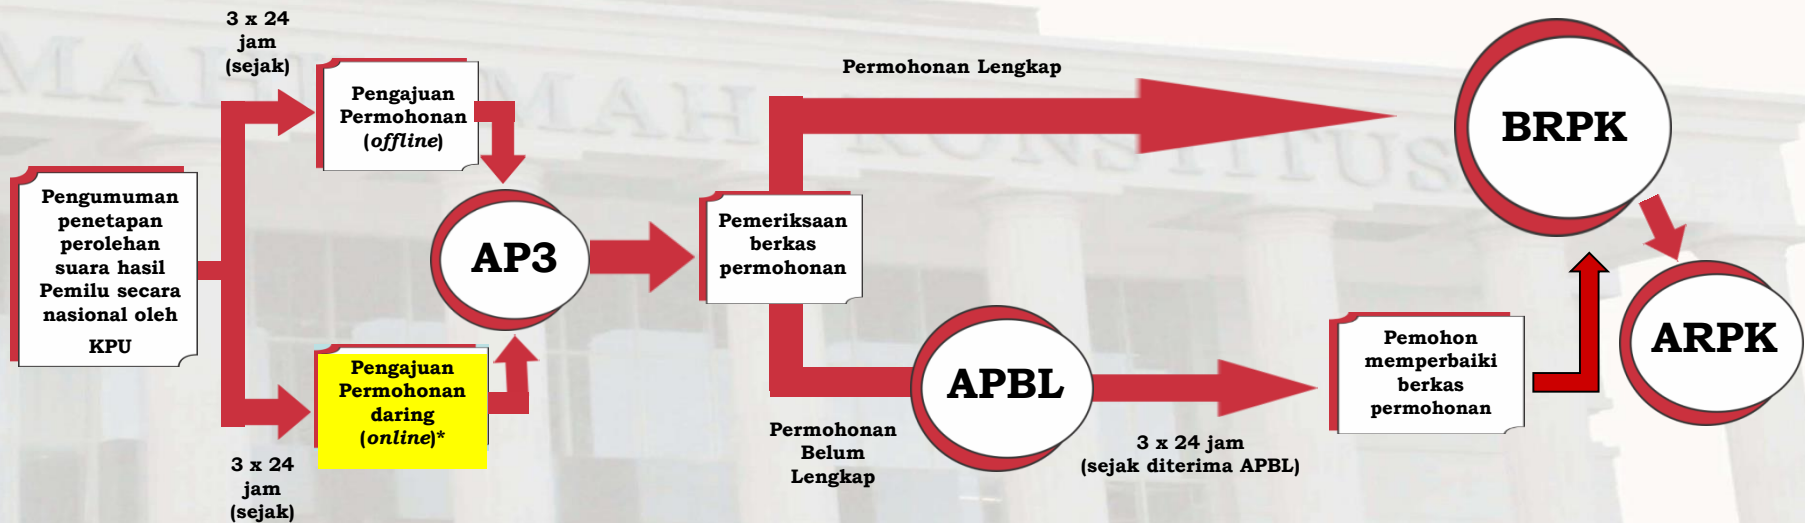 3 x 24
jam
(sejak)
Pengajuan
Permohonan
(offline)
Permohonan Lengkap
BRPK
MAHKAMAH KONSTITUSI
Pengumuman
penetapan
perolehan
suara hasil
Pemilu secara
nasional oleh
KPU
AP3
Pemeriksaan
berkas
permohonan
ARPK
Pengajuan
Permohonan
daring
(online)*
APBL
Pemohon
memperbaiki
berkas
permohonan
Permohonan
Belum
Lengkap
3 x 24 jam
(sejak diterima APBL)
3 x 24
jam
(sejak)